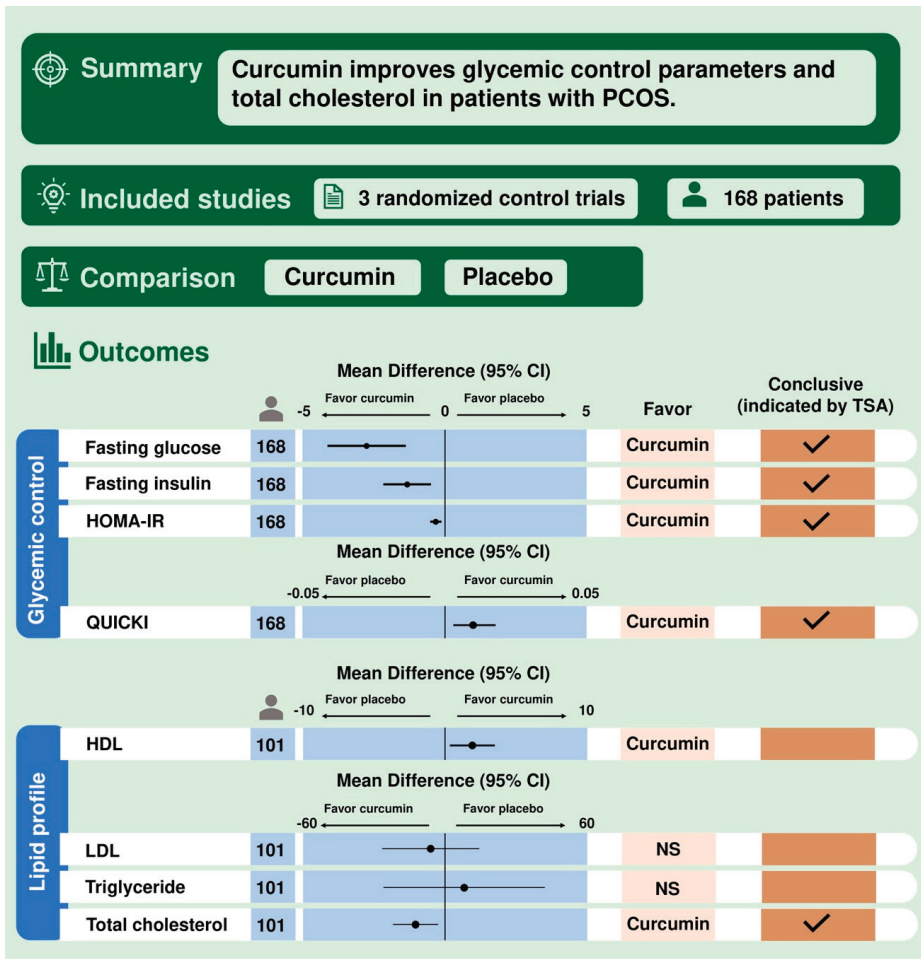 Summary
Curcumin improves glycemic control parameters and
total cholesterol in patients with PCOS.
Included studies
3 randomized control trials
168 patients
Comparison
Curcumin
Placebo
Outcomes
Mean Difference (95% CI)
Conclusive
(indicated by TSA)
-5
Favor curcumin
0
Favor placebo
5
Favor
Glycemic control
Fasting glucose
168
Curcumin
Fasting insulin
168
Curcumin
HOMA-IR
168
Curcumin
Mean Difference (95% CI)
-0.05
Favor placebo
Favor curcumin
0.05
QUICKI
168
Curcumin
Mean Difference (95% CI)
-10
Favor placebo
Favor curcumin
10
Lipid profile
HDL
101
Curcumin
Mean Difference (95% CI)
-60
Favor curcumin
Favor placebo
60
LDL
101
NS
Triglyceride
101
NS
Total cholesterol
101
Curcumin